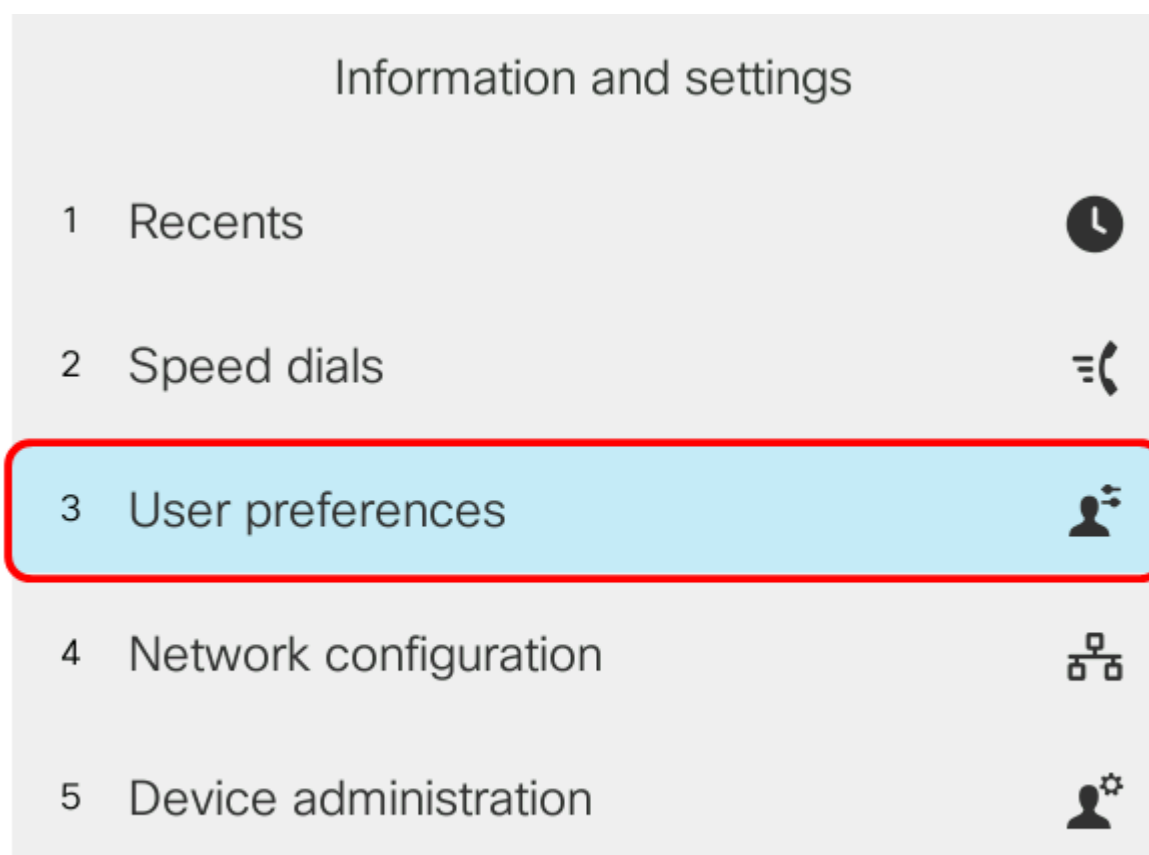 Information and settings
1 Recents
2 Speed dials
3 User preferences
4 Network configuration
5 Device administration